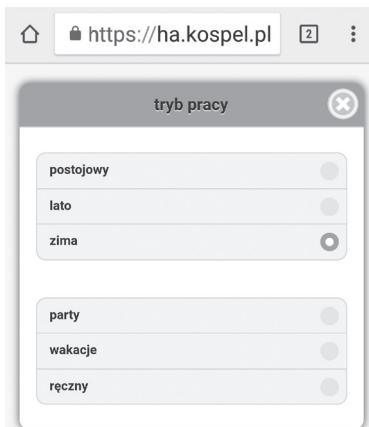 https://ha.kospel.pl 2
tryb pracy
postojowy
lato
zima
party
wakacje
ręczny